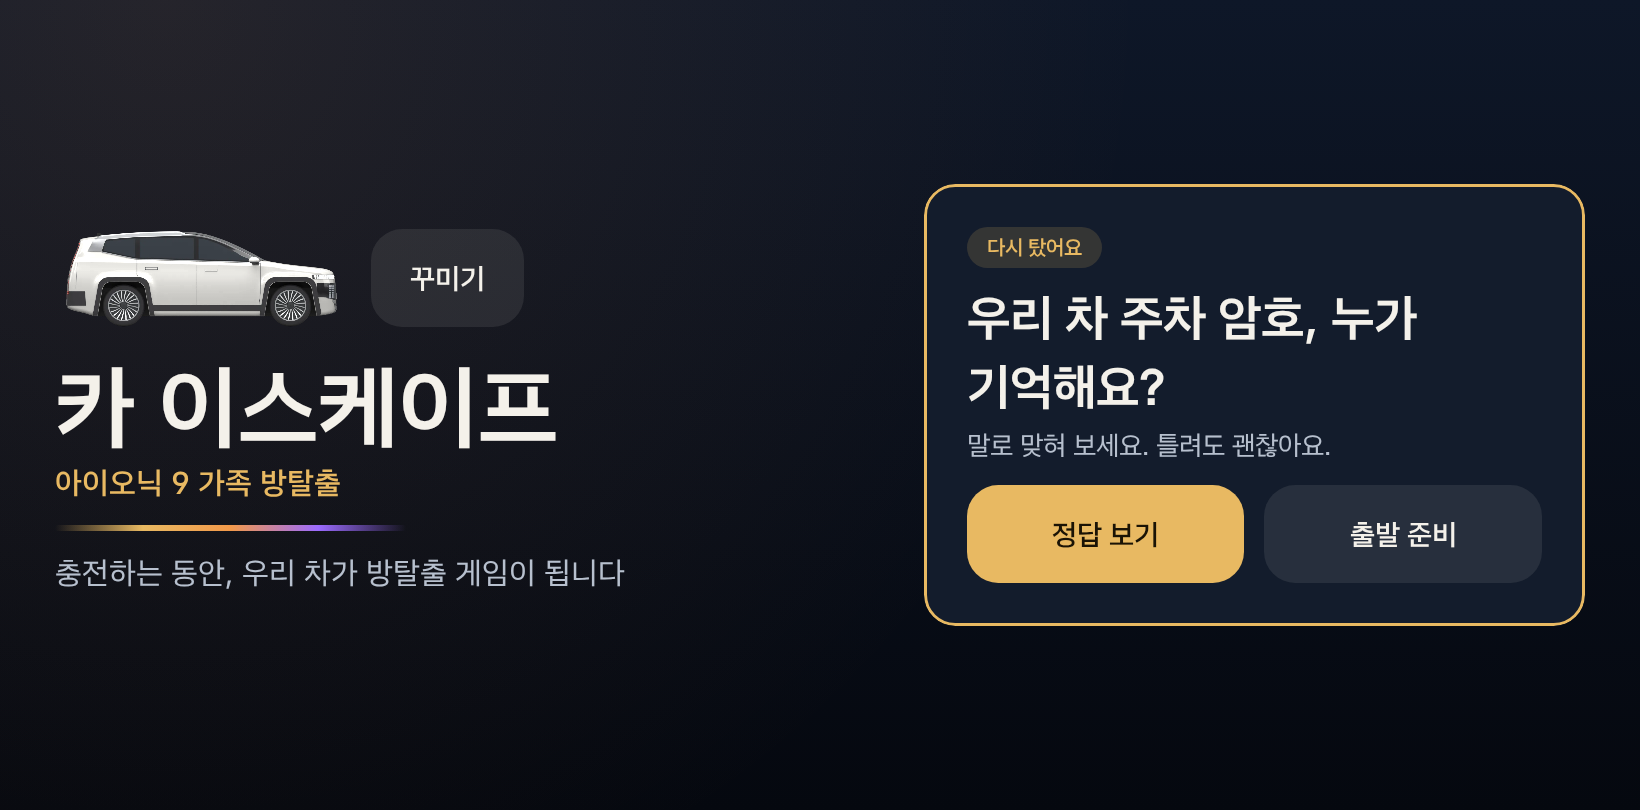 꾸미기
카 이스케이프
아이오닉 9 가족 방탈출
충전하는 동안, 우리 차가 방탈출 게임이 됩니다
다시 탔어요
우리 차 주차 암호, 누가
기억해요?
말로 맞혀 보세요. 틀려도 괜찮아요.
정답 보기
출발 준비